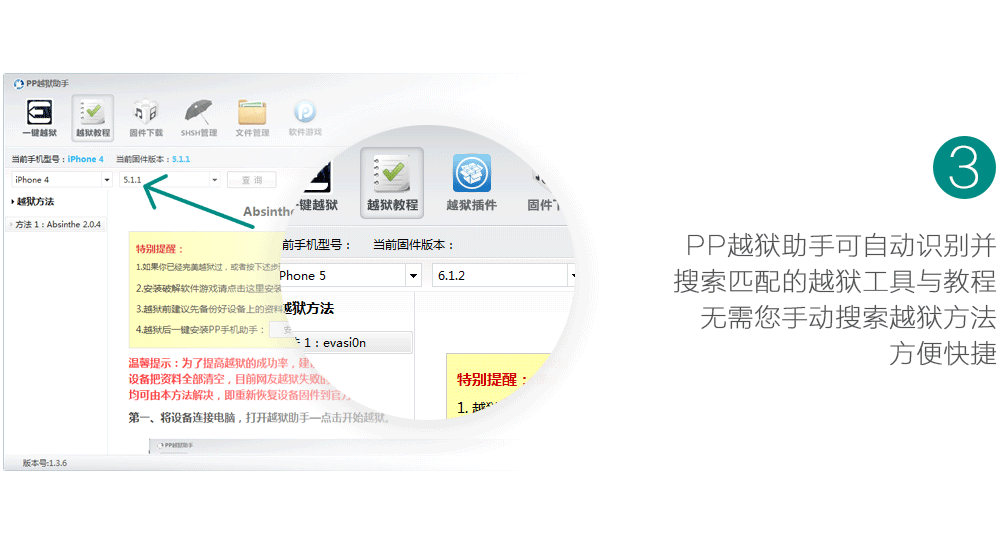 PP越狱助手
一键越狱
越狱教程
固件下载
SHSH管理
文件管理
软件游戏
当前手机型号：iPhone 4 当前固件版本：5.1.1
iPhone 4
5.1.1
查 询
越狱方法
方法 1：Absinthe 2.0.4
Absinthe
特别提醒：
1.如果你已经完美越狱过，或者按下述步
2.安装破解软件游戏请点击这里安装
3.越狱前建议先备份好设备上的资料
4.越狱后一键安装PP手机助手：
温馨提示：为了提高越狱的成功率，建
设备把资料全部清空，目前网友越狱失败的
均可由本方法解决，即重新恢复设备固件到官方
第一、将设备连接电脑，打开越狱助手—点击开始越狱。
PP越狱助手
版本号:1.3.6
键越狱
越狱教程
越狱插件
固件下
前手机型号： 当前固件版本：
Phone 5
6.1.2
越狱方法
1：evasi0n
特别提醒：
1. 越狱
3
PP越狱助手可自动识别并
搜索匹配的越狱工具与教程
无需您手动搜索越狱方法
方便快捷